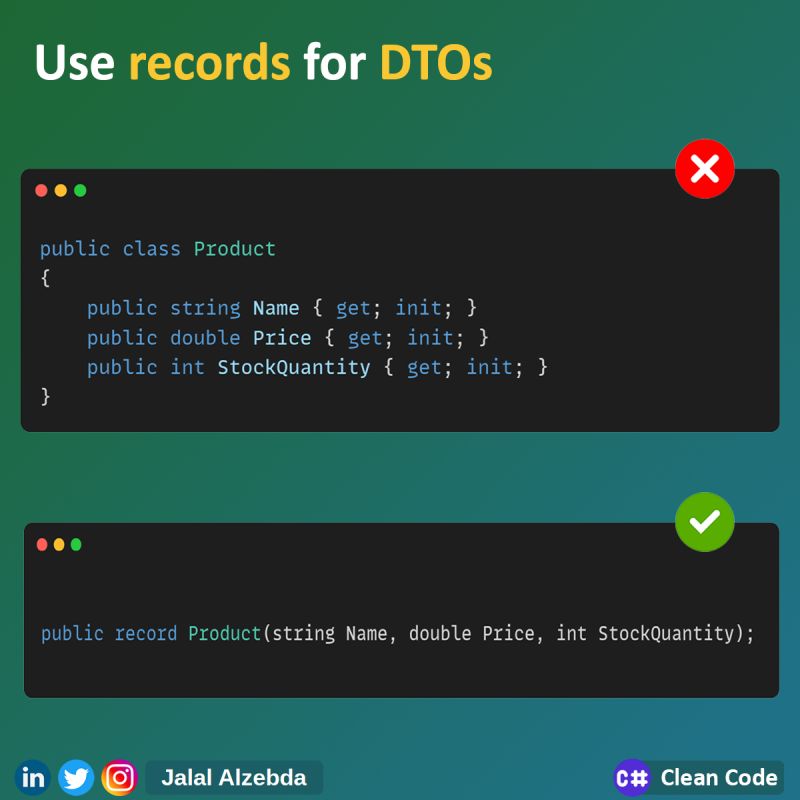 Use records for DTOs
public class Product
{
    public string Name { get; init; }
    public double Price { get; init; }
    public int StockQuantity { get; init; }
}
public record Product(string Name, double Price, int StockQuantity);
in Jalal Alzebda
C# Clean Code